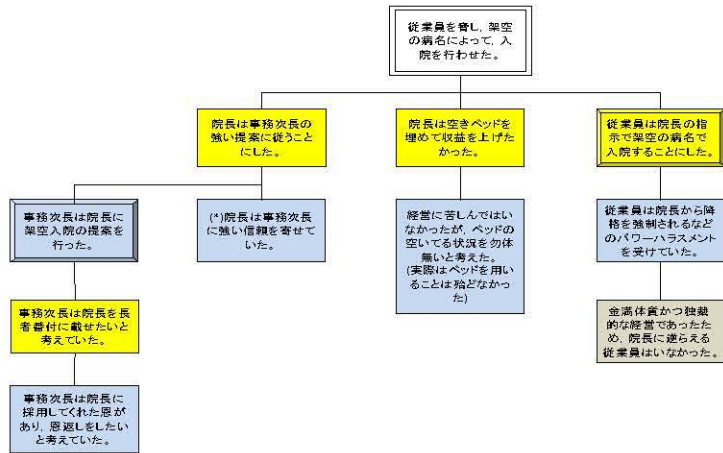 従業員を脅し，架空
の病名によって，入
院を行わせた。
院長は事務次長の
強い提案に従うこと
にした。
院長は空きベッドを
埋めて収益を上げた
かった。
従業員は院長の指
示で架空の病名で
入院することにした。
事務次長は院長に
架空入院の提案を
行った。
(*)院長は事務次長
に強い信頼を寄せて
いた。
経営に苦しんではい
なかったが，ベッドの
空いてる状況を勿体
無いと考えた。
(実際はベッドを用い
ることは殆どなかった)
従業員は院長から降
格を強制されるなど
のパワーハラスメント
を受けていた。
事務次長は院長を長
者番付に載せたいと
考えていた。
金満体質かつ独裁
的な経営であったた
め，院長に逆らえる
従業員はいなかった。
事務次長は院長に
採用してくれた恩が
あり，恩返しをしたい
と考えていた。